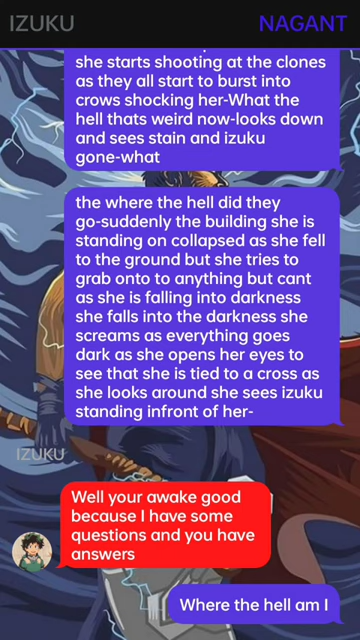 IZUKU
NAGANT
she starts shooting at the clones
as they all start to burst into
crows shocking her-What the
hell thats weird now-looks down
and sees stain and izuku
gone-what
the where the hell did they
go-suddenly the building she is
standing on collapsed as she fell
to the ground but she tries to
grab onto to anything but cant
as she is falling into darkness
she falls into the darkness she
screams as everything goes
dark as she opens her eyes to
see that she is tied to a cross as
she looks around she sees izuku
standing infront of her-
IZUKU
Well your awake good
because I have some
questions and you have
answers
Where the hell am I